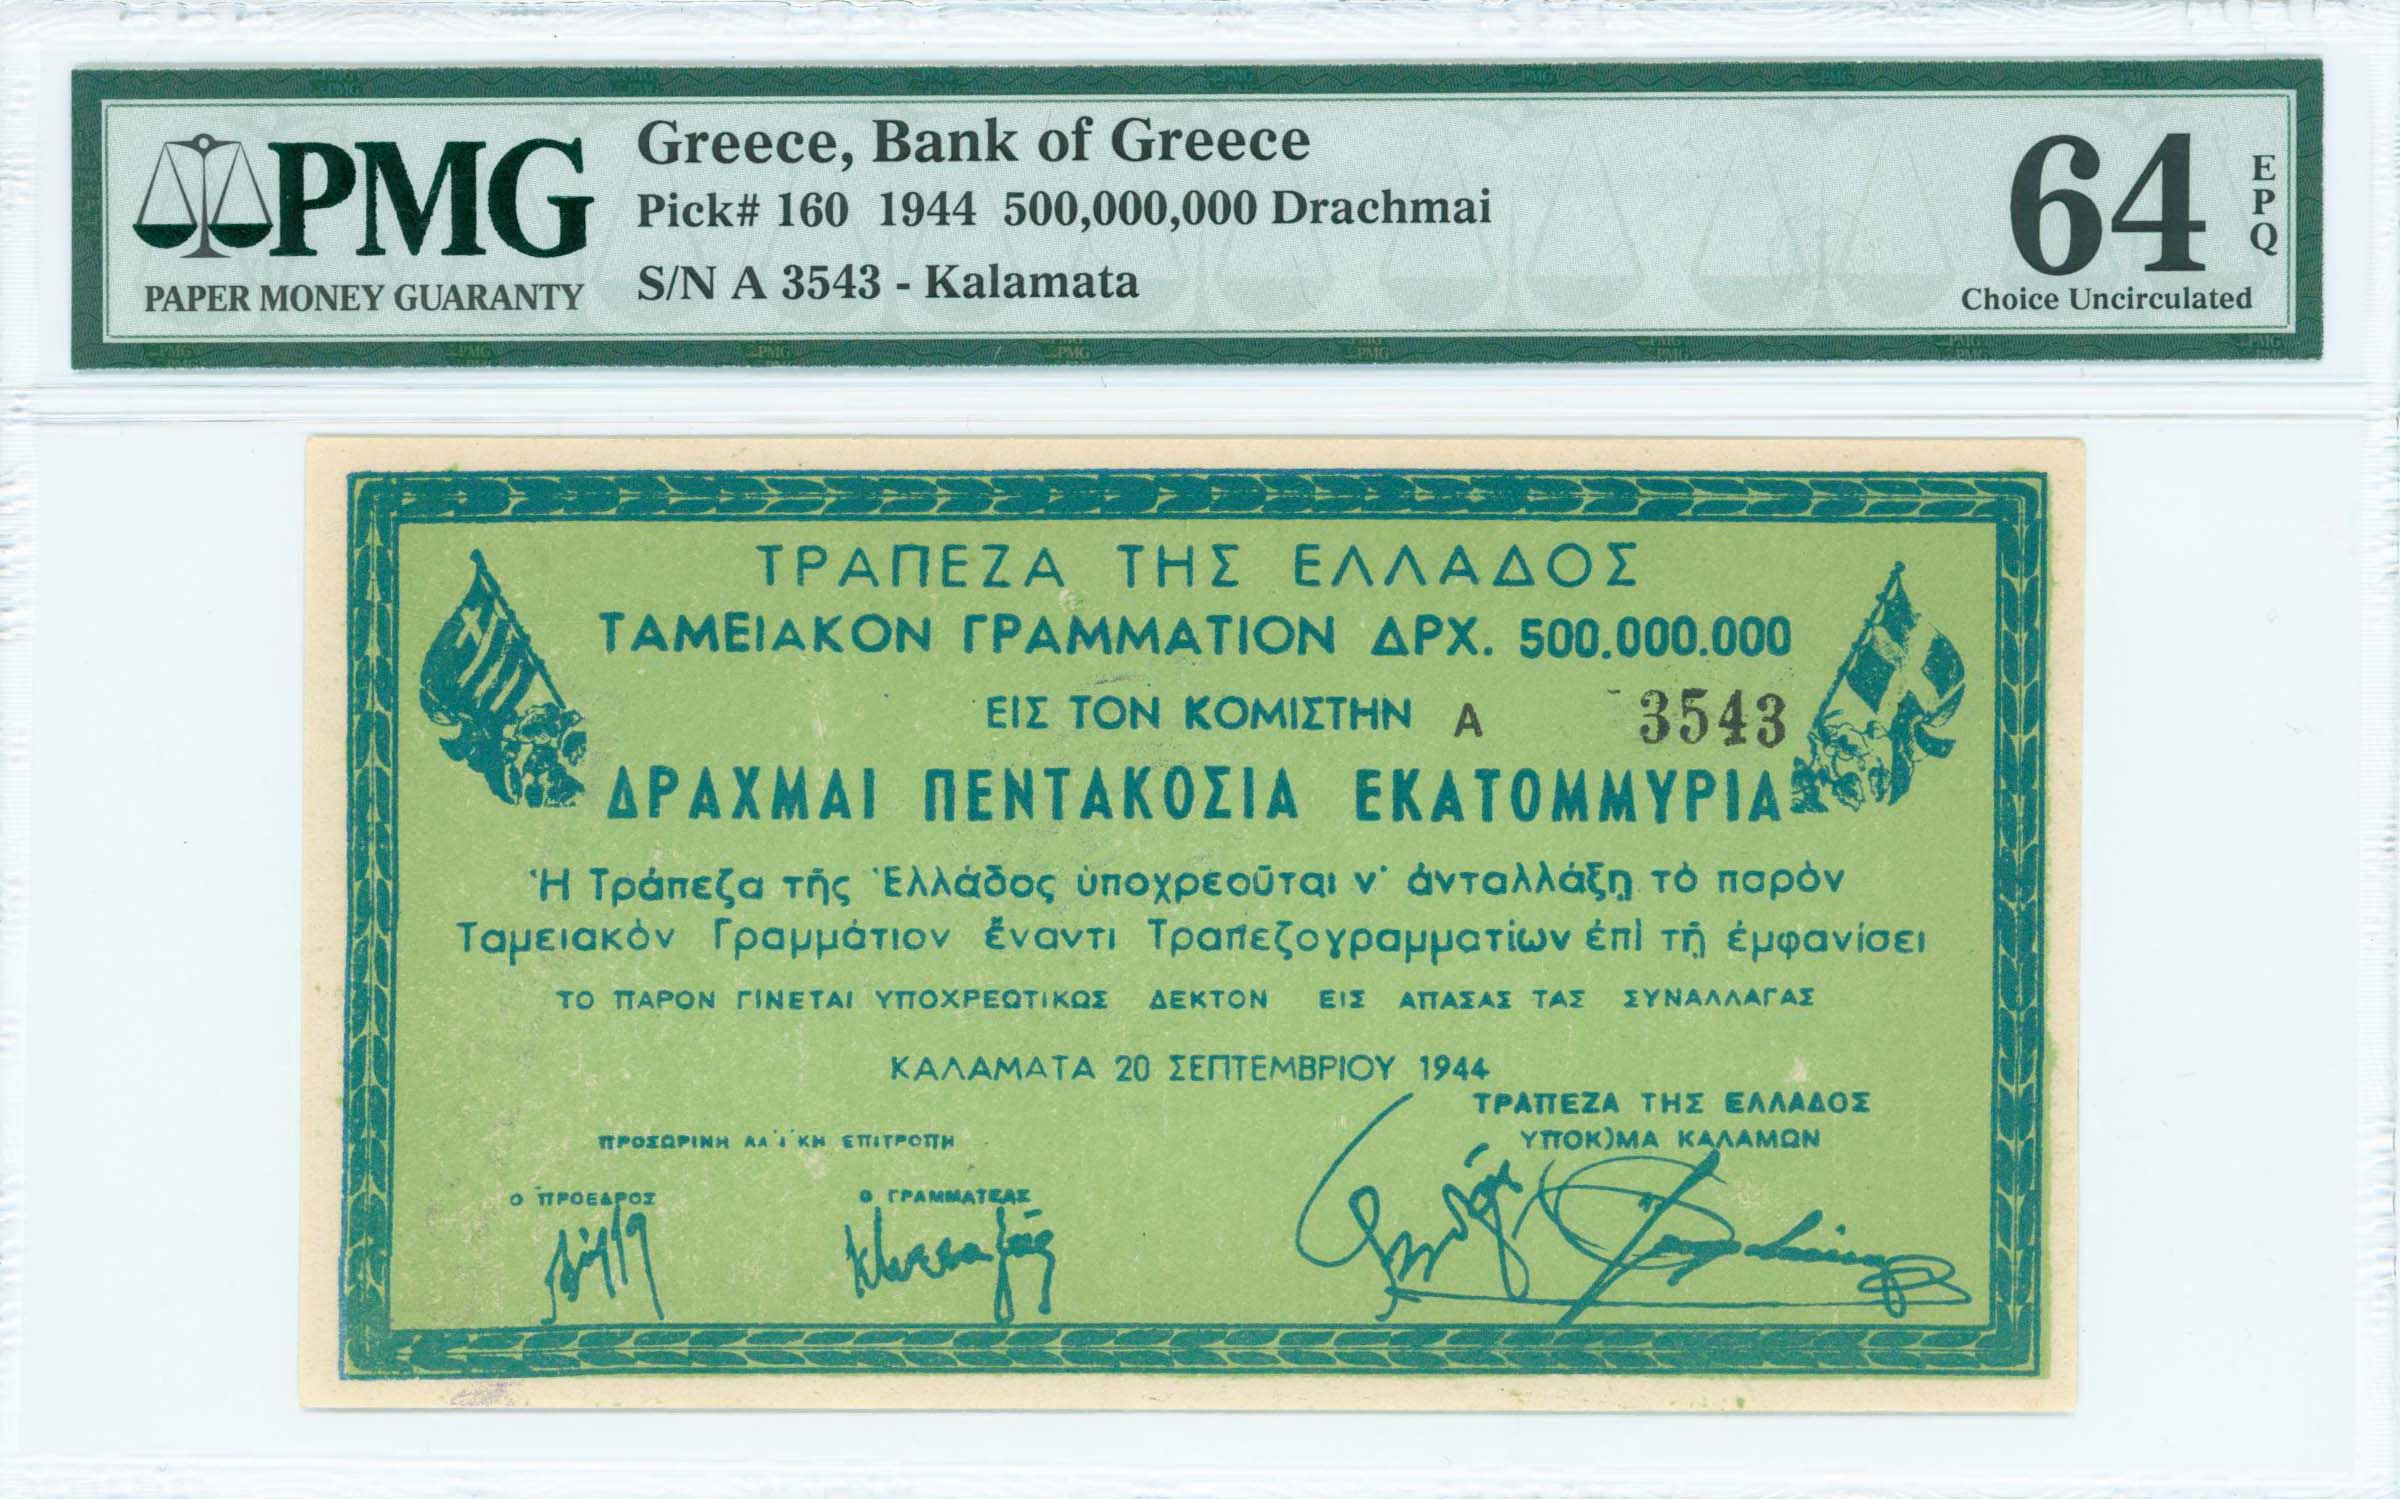 PMG
PAPER MONEY GUARANTY
Greece, Bank of Greece
Pick# 160 1944 500,000,000 Drachmai
S/N A 3543 - Kalamata
64
EPQ
Choice Uncirculated
ΤΡΑΠΕΖΑ ΤΗΣ ΕΛΛΑΔΟΣ
ΤΑΜΕΙΑΚΟΝ ΓΡΑΜΜΑΤΙΟΝ ΔΡΧ. 500.000.000
ΕΙΣ ΤΟΝ ΚΟΜΙΣΤΗΝ Α 3543
ΔΡΑΧΜΑΙ ΠΕΝΤΑΚΟΣΙΑ ΕΚΑΤΟΜΜΥΡΙΑ
Ἡ Τράπεζα τῆς Ἑλλάδος ὑποχρεοῦται ν' ἀνταλλάξῃ τὸ παρὸν
Ταμειακὸν Γραμμάτιον ἔναντι Τραπεζογραμματίων ἐπὶ τῇ ἐμφανίσει
ΤΟ ΠΑΡΟΝ ΓΙΝΕΤΑΙ ΥΠΟΧΡΕΩΤΙΚΩΣ ΔΕΚΤΟΝ ΕΙΣ ΑΠΑΣΑΣ ΤΑΣ ΣΥΝΑΛΛΑΓΑΣ
ΚΑΛΑΜΑΤΑ 20 ΣΕΠΤΕΜΒΡΙΟΥ 1944
ΤΡΑΠΕΖΑ ΤΗΣ ΕΛΛΑΔΟΣ
ΥΠΟΚ)ΜΑ ΚΑΛΑΜΩΝ
ΠΡΟΣΩΡΙΝΗ ΛΑΪΚΗ ΕΠΙΤΡΟΠΗ
Ο ΠΡΟΕΔΡΟΣ Ο ΓΡΑΜΜΑΤΕΑΣ